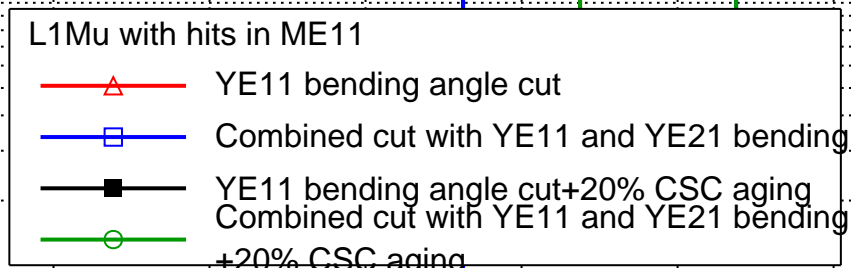 L1Mu with hits in ME11
YE11 bending angle cut
Combined cut with YE11 and YE21 bending
YE11 bending angle cut+20% CSC aging
Combined cut with YE11 and YE21 bending
+20% CSC aging